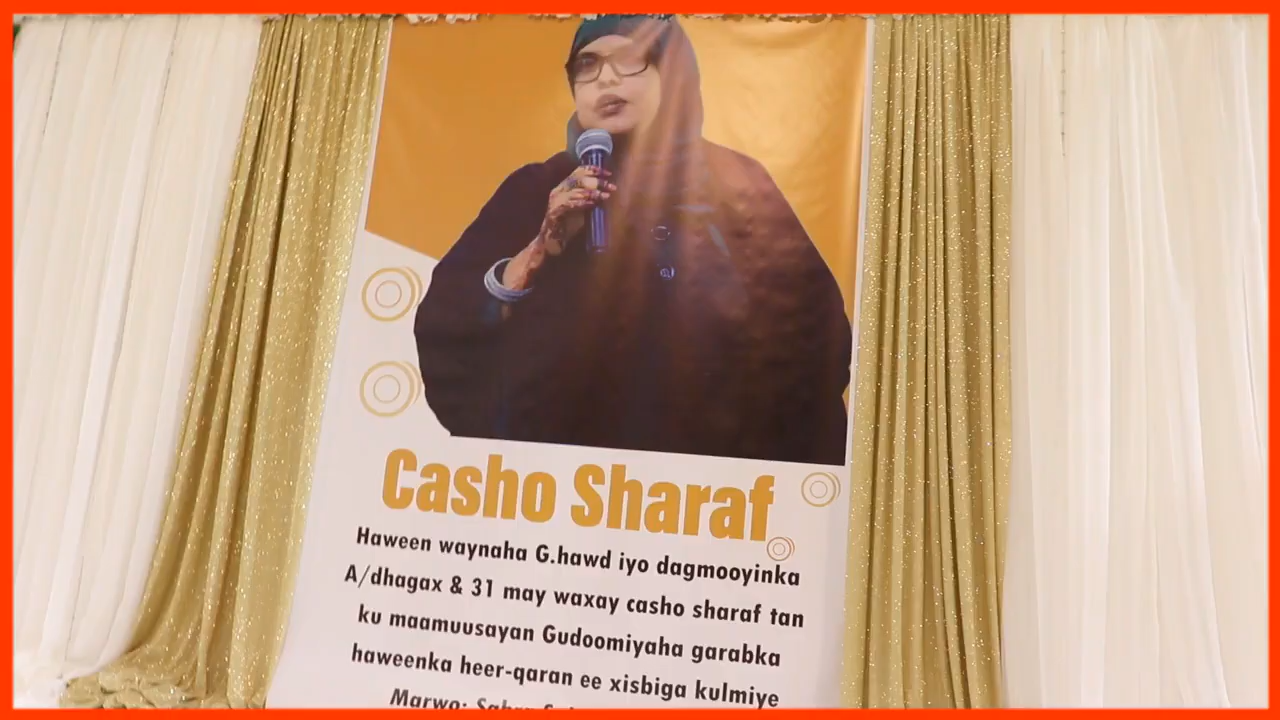 Casho Sharaf
Haween waynaha G.hawd iyo dagmooyinka
A/dhagax & 31 may waxay casho sharaf tan
ku maamuusayan Gudoomiyaha garabka
haweenka heer-qaran ee xisbiga kulmiye
Marwo: